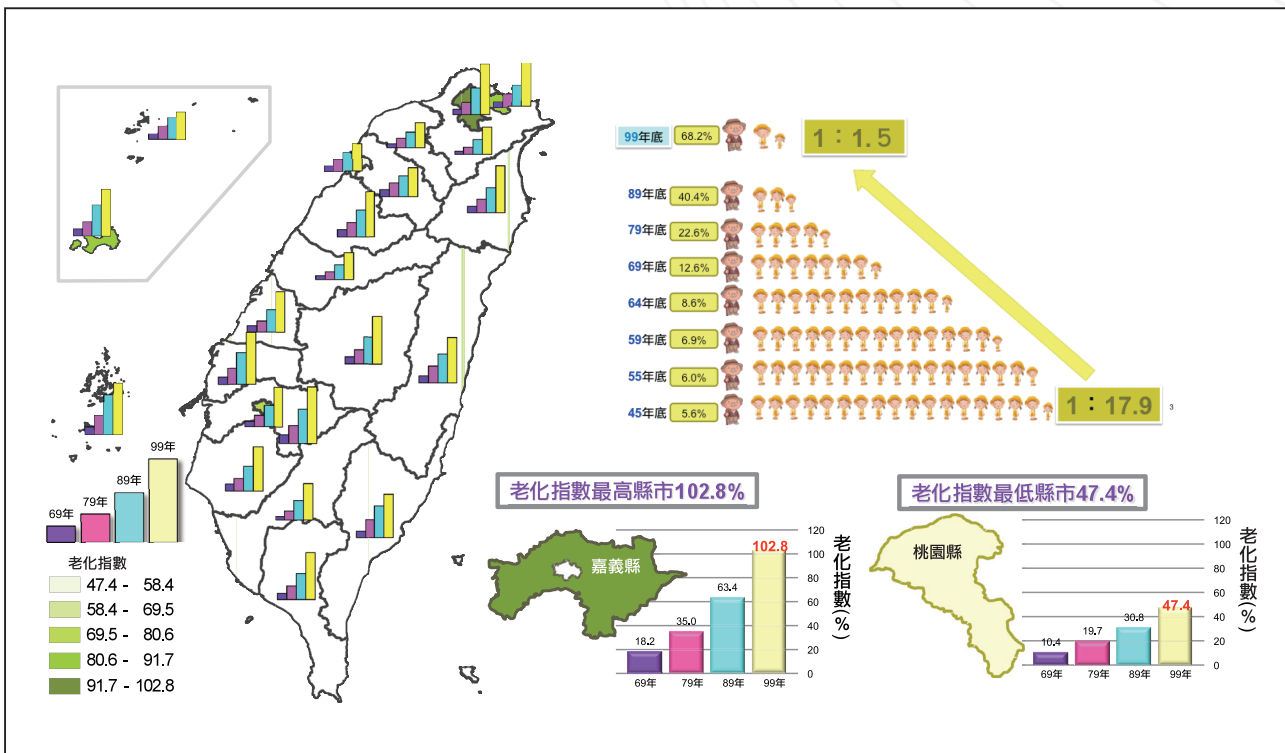 99年底 68.2% 1：1.5
89年底 40.4%
79年底 22.6%
69年底 12.6%
64年底 8.6%
59年底 6.9%
55年底 6.0%
45年底 5.6% 1：17.9
3
69年
79年
89年
99年
老化指數
47.4 - 58.4
58.4 - 69.5
69.5 - 80.6
80.6 - 91.7
91.7 - 102.8
老化指數最高縣市102.8%
嘉義縣
18.2
35.0
63.4
102.8
69年 79年 89年 99年
120
100
80
60
40
20
0
老化指數(%)
老化指數最低縣市47.4%
桃園縣
10.4
19.7
30.8
47.4
69年 79年 89年 99年
120
100
80
60
40
20
0
老化指數(%)